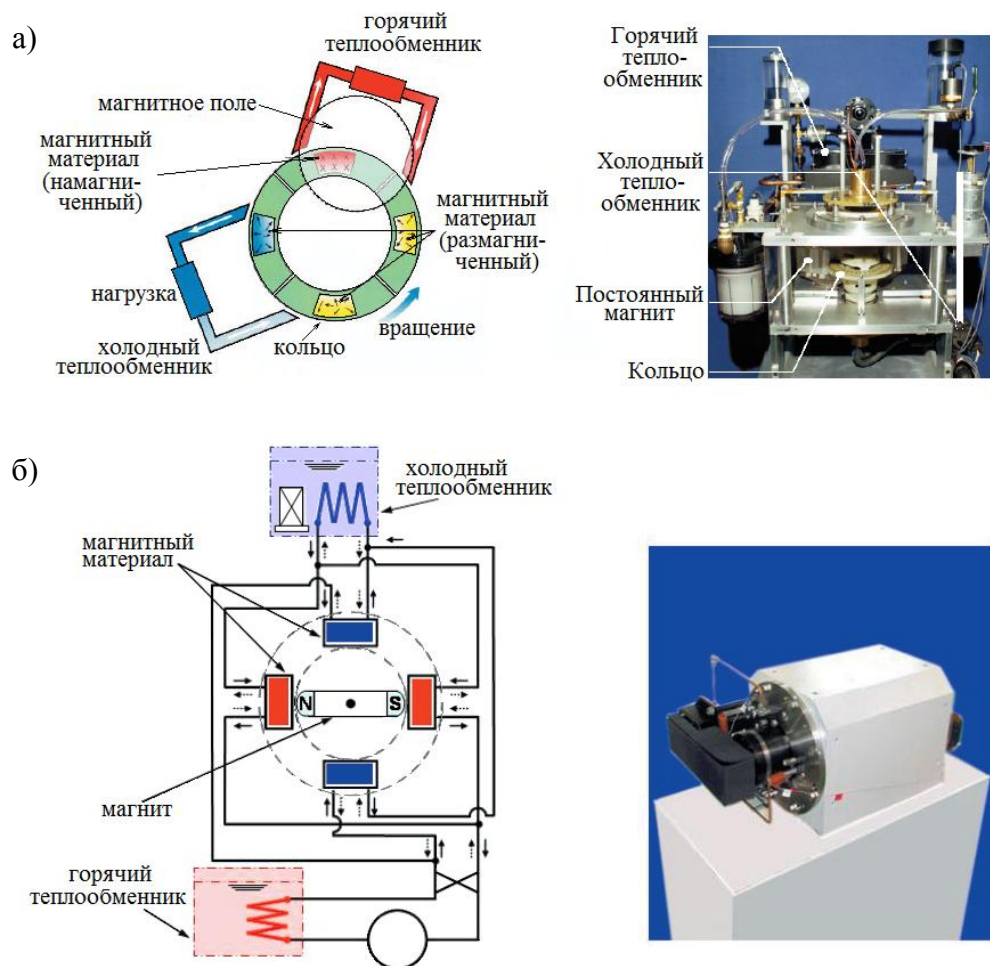 а)
горячий
теплообменник
магнитное поле
магнитный
материал
(намагни-
ченный)
магнитный
материал
(размагни-
ченный)
нагрузка
холодный
теплообменник
кольцо
вращение
Горячий
тепло-
обменник
Холодный
тепло-
обменник
Постоянный
магнит
Кольцо
б)
холодный
теплообменник
магнитный
материал
N
S
магнит
горячий
теплообменник